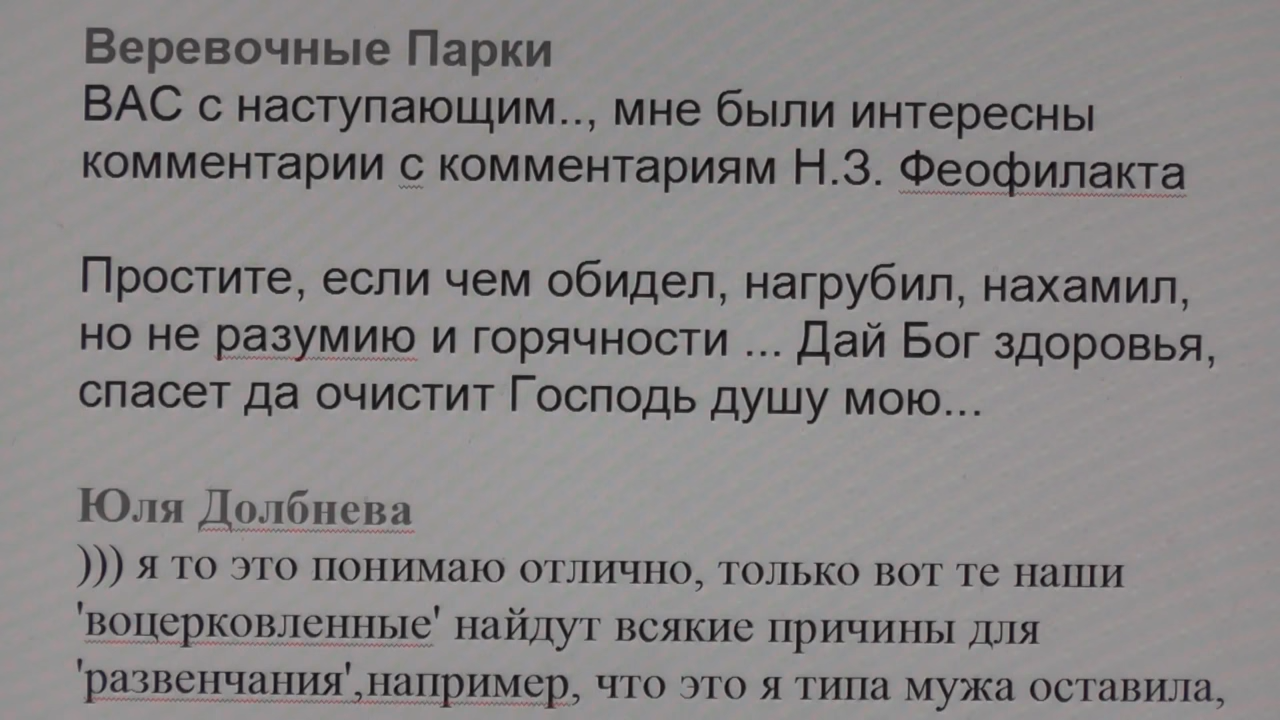 Веревочные Парки
ВАС с наступающим.., мне были интересны
комментарии с комментариям Н.З. Феофилакта
Простите, если чем обидел, нагрубил, нахамил,
но не разумию и горячности ... Дай Бог здоровья,
спасет да очистит Господь душу мою...
Юля Долбнева
))) я то это понимаю отлично, только вот те наши
'воцерковленные' найдут всякие причины для
'развенчания',например, что это я типа мужа оставила,